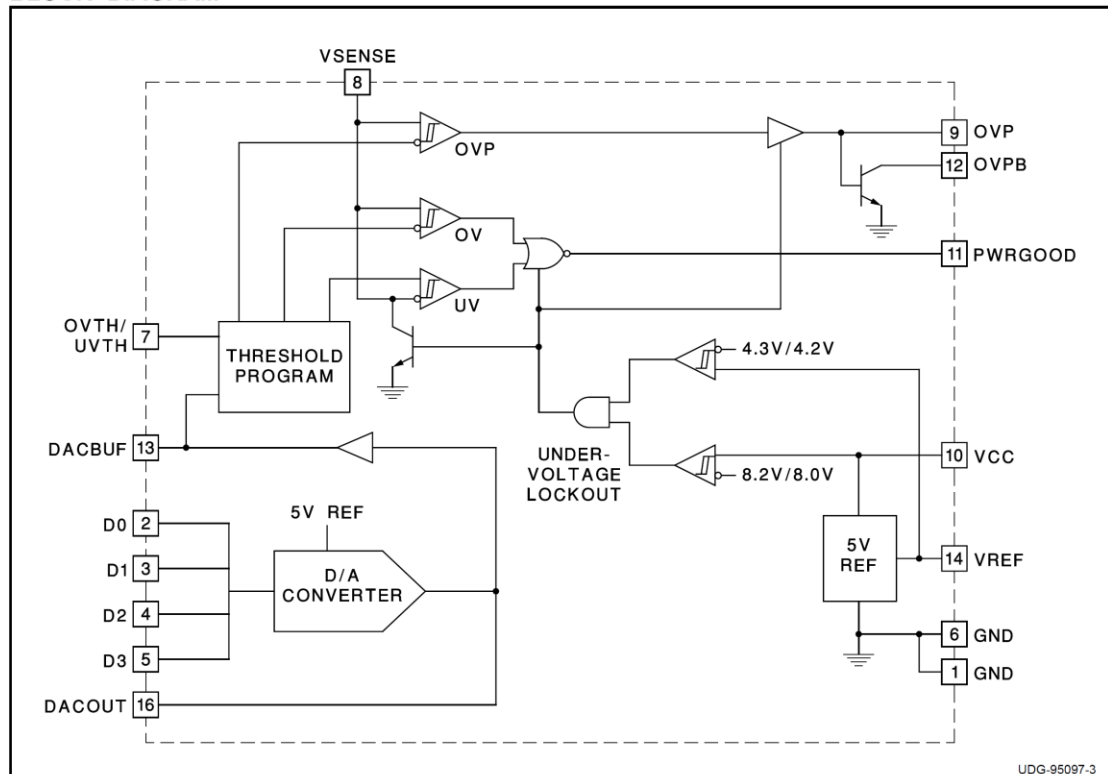 VSENSE
8
OVP
9 OVP
12 OVPB
OV
11 PWRGOOD
UV
OVTH/
UVTH
7
THRESHOLD
PROGRAM
4.3V/4.2V
DACBUF 13
UNDER-
VOLTAGE
LOCKOUT
8.2V/8.0V
10 VCC
5V REF
D0 2
D1 3
D2 4
D3 5
D/A
CONVERTER
5V
REF
14 VREF
6 GND
1 GND
DACOUT 16
UDG-95097-3